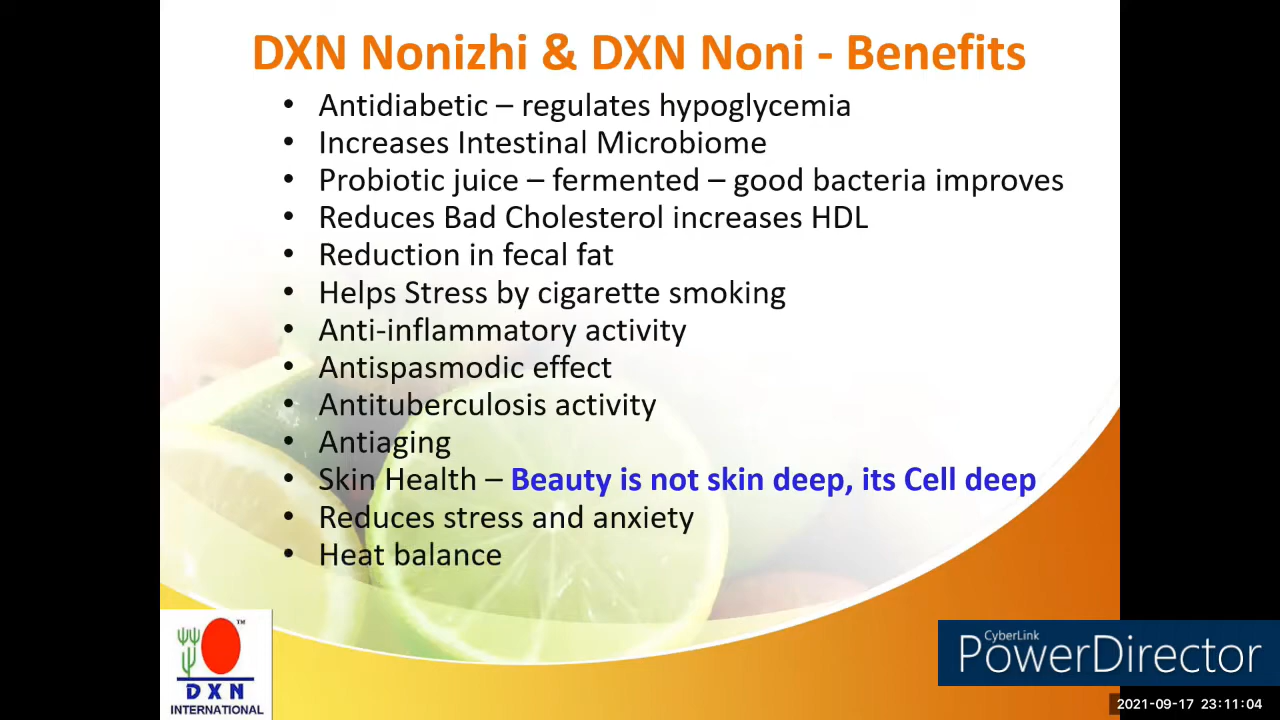 DXN Nonizhi & DXN Noni - Benefits
• Antidiabetic – regulates hypoglycemia
• Increases Intestinal Microbiome
• Probiotic juice – fermented – good bacteria improves
• Reduces Bad Cholesterol increases HDL
• Reduction in fecal fat
• Helps Stress by cigarette smoking
• Anti-inflammatory activity
• Antispasmodic effect
• Antituberculosis activity
• Antiaging
• Skin Health – Beauty is not skin deep, its Cell deep
• Reduces stress and anxiety
• Heat balance
TM
DXN
INTERNATIONAL
CyberLink
PowerDirector
2021-09-17 23:11:04